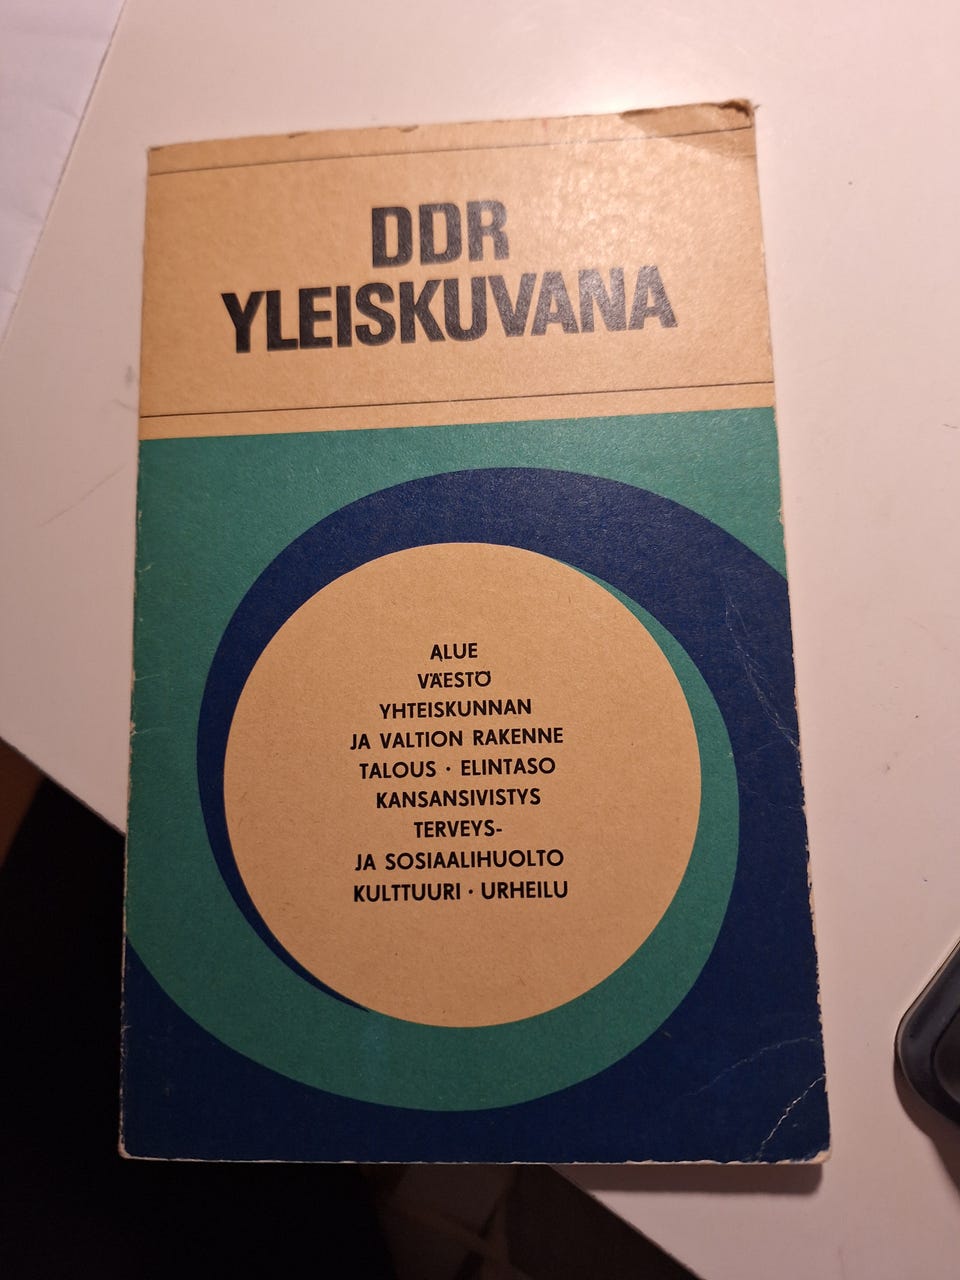 DDR
YLEISKUVANA
ALUE
VÄESTÖ
YHTEISKUNNAN
JA VALTION RAKENNE
TALOUS · ELINTASO
KANSANSIVISTYS
TERVEYS-
JA SOSIAALIHUOLTO
KULTTUURI · URHEILU